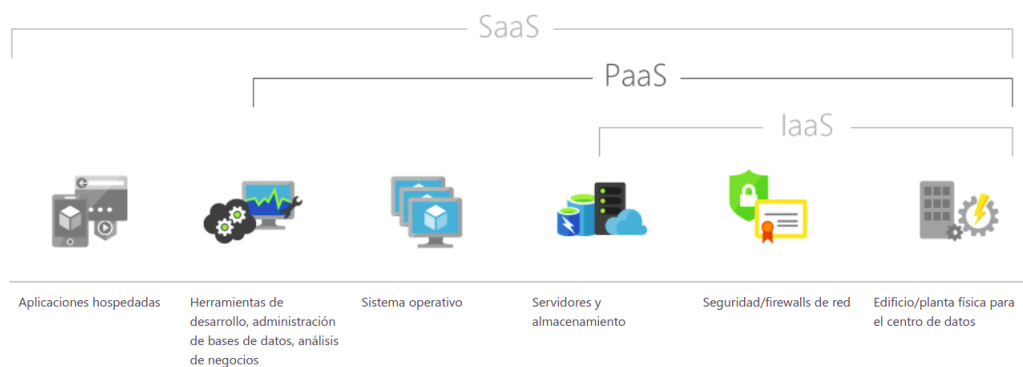 SaaS
PaaS
IaaS
Aplicaciones hospedadas
Herramientas de
desarrollo, administración
de bases de datos, análisis
de negocios
Sistema operativo
Servidores y
almacenamiento
Seguridad/firewalls de red
Edificio/planta física para
el centro de datos